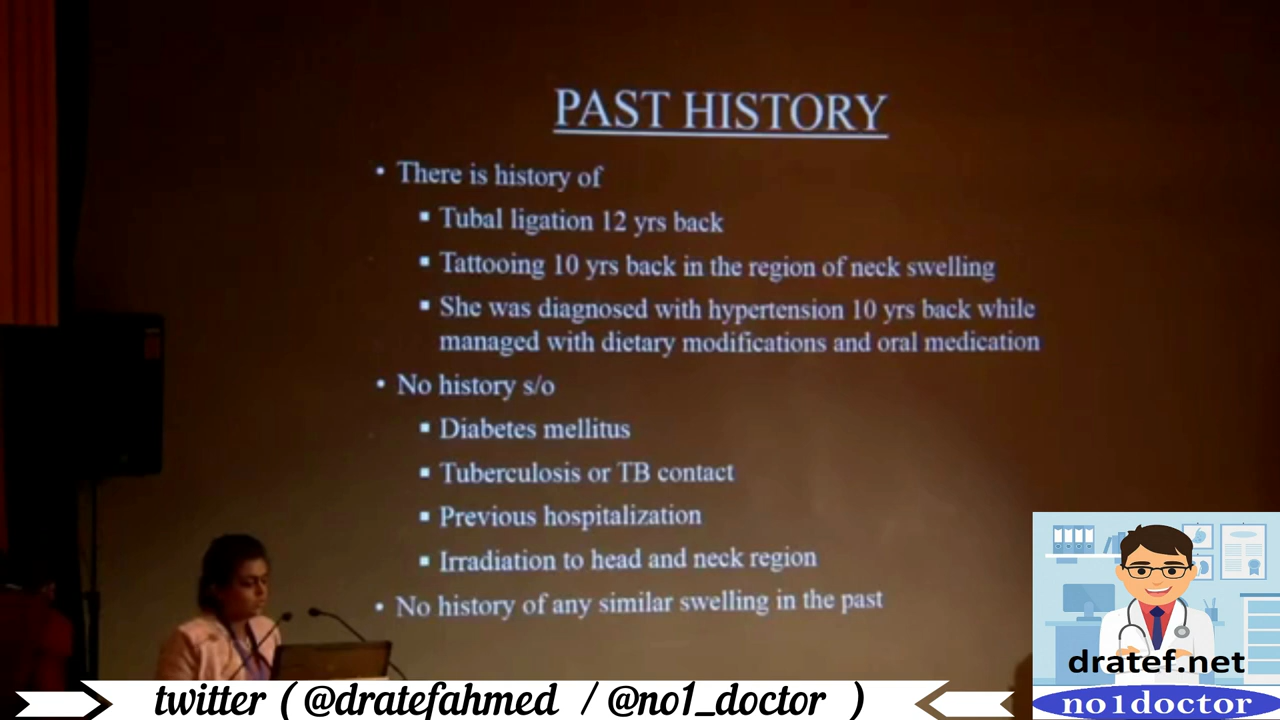 PAST HISTORY
• There is history of
▪ Tubal ligation 12 yrs back
▪ Tattooing 10 yrs back in the region of neck swelling
▪ She was diagnosed with hypertension 10 yrs back while
managed with dietary modifications and oral medication
• No history s/o
▪ Diabetes mellitus
▪ Tuberculosis or TB contact
▪ Previous hospitalization
▪ Irradiation to head and neck region
• No history of any similar swelling in the past
dratef.net
no1doctor
twitter ( @dratefahmed / @no1_doctor )